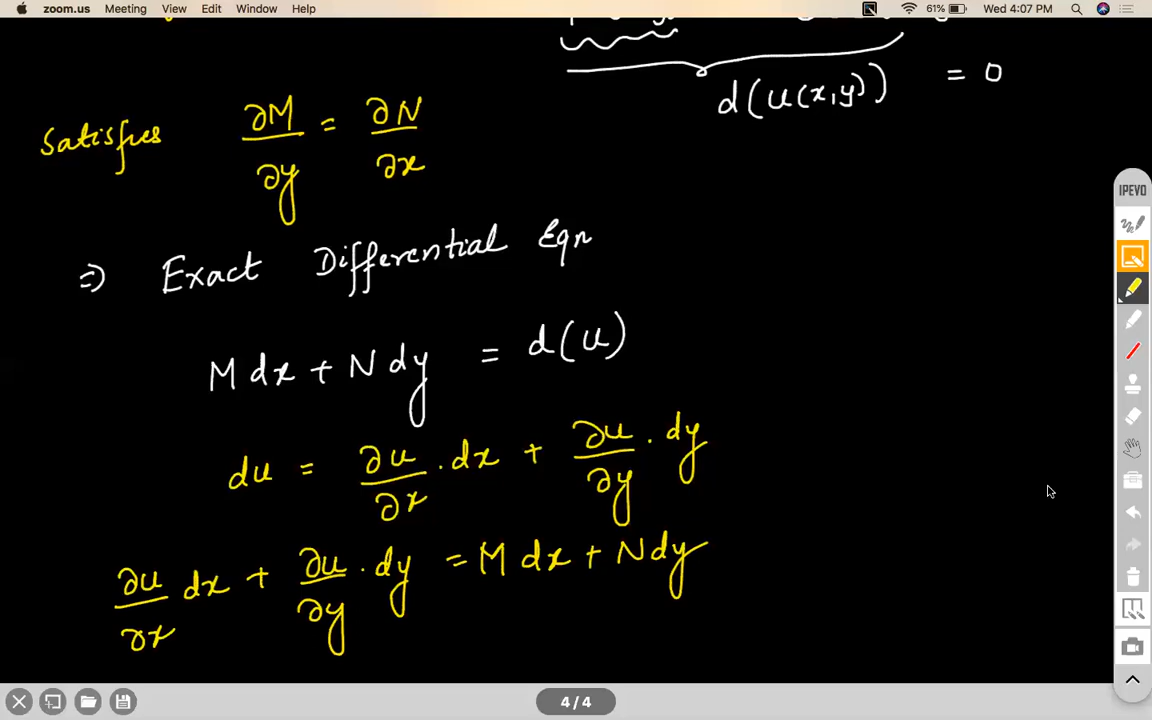 zoom.us Meeting View Edit Window Help 61% Wed 4:07 PM
d(u(x,y)) = 0
Satisfies ∂M/∂y = ∂N/∂x
⇒ Exact Differential Eqn
M dx + N dy = d(u)
du = ∂u/∂x . dx + ∂u/∂y . dy
∂u/∂x dx + ∂u/∂y . dy = M dx + N dy
IPEVO
4/4